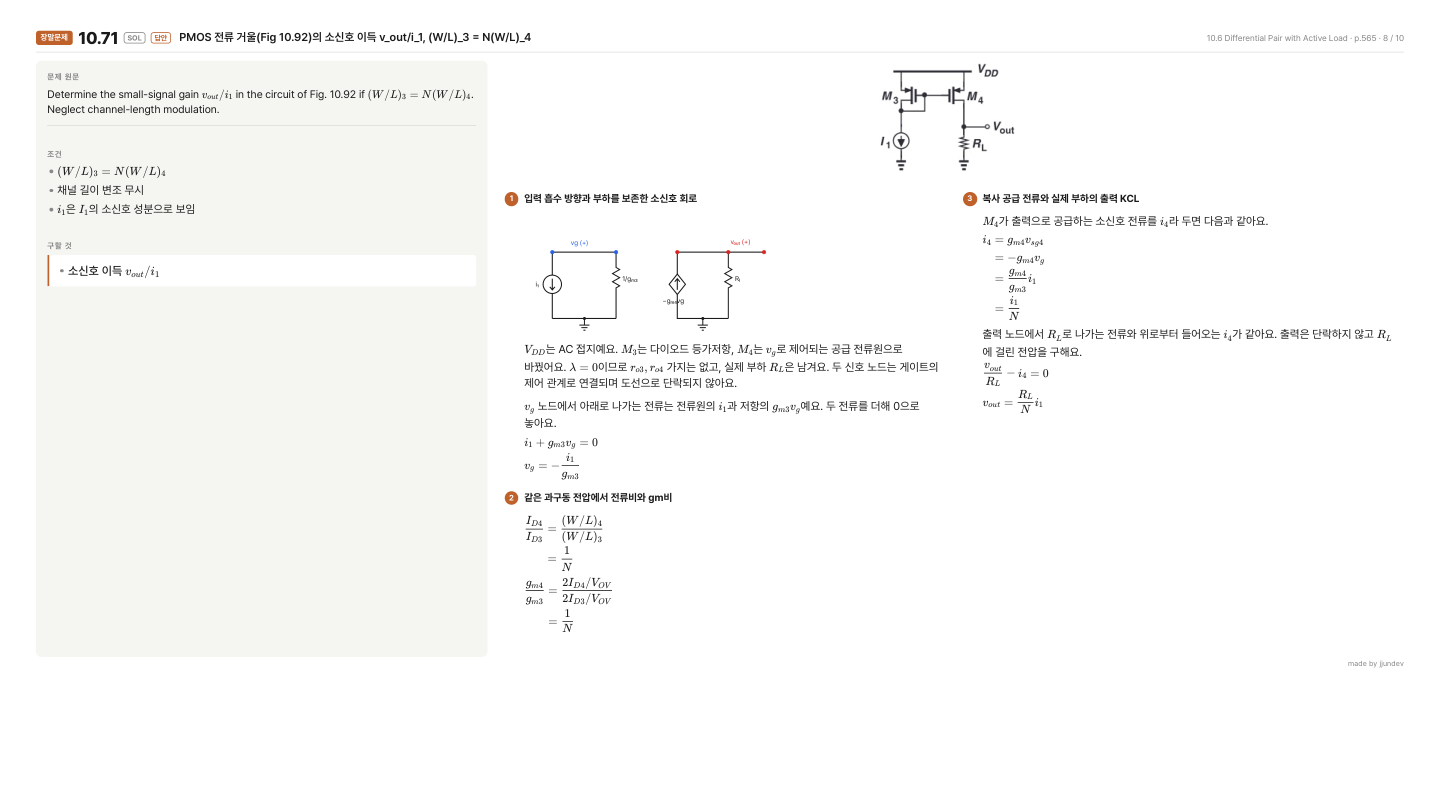 장말문제 10.71 SOL 답안 PMOS 전류 거울(Fig 10.92)의 소신호 이득 v_out/i_1, (W/L)_3 = N(W/L)_4
10.6 Differential Pair with Active Load · p.565 · 8 / 10
문제 원문
Determine the small-signal gain v_out/i_1 in the circuit of Fig. 10.92 if (W/L)_3 = N(W/L)_4.
Neglect channel-length modulation.
조건
(W/L)_3 = N(W/L)_4
채널 길이 변조 무시
i_1은 I_1의 소신호 성분으로 보임
구할 것
소신호 이득 v_out/i_1
V_DD
M_3
M_4
V_out
I_1
R_L
1 입력 흡수 방향과 부하를 보존한 소신호 회로
vg (+)
v_out (+)
i_1
1/g_m3
−g_m4vg
R_L
V_DD는 AC 접지예요. M_3는 다이오드 등가저항, M_4는 v_g로 제어되는 공급 전류원으로
바꿨어요. λ = 0이므로 r_o3, r_o4 가지는 없고, 실제 부하 R_L은 남겨요. 두 신호 노드는 게이트의
제어 관계로 연결되며 도선으로 단락되지 않아요.
v_g 노드에서 아래로 나가는 전류는 전류원의 i_1과 저항의 g_m3v_g예요. 두 전류를 더해 0으로
놓아요.
i_1 + g_m3v_g = 0
v_g = −i_1/g_m3
2 같은 과구동 전압에서 전류비와 gm비
I_D4/I_D3 = (W/L)_4/(W/L)_3
= 1/N
g_m4/g_m3 = (2I_D4/V_OV)/(2I_D3/V_OV)
= 1/N
3 복사 공급 전류와 실제 부하의 출력 KCL
M_4가 출력으로 공급하는 소신호 전류를 i_4라 두면 다음과 같아요.
i_4 = g_m4v_sg4
= −g_m4v_g
= g_m4/g_m3 i_1
= i_1/N
출력 노드에서 R_L로 나가는 전류와 위로부터 들어오는 i_4가 같아요. 출력은 단락하지 않고 R_L
에 걸린 전압을 구해요.
v_out/R_L − i_4 = 0
v_out = R_L/N i_1
made by jjundev